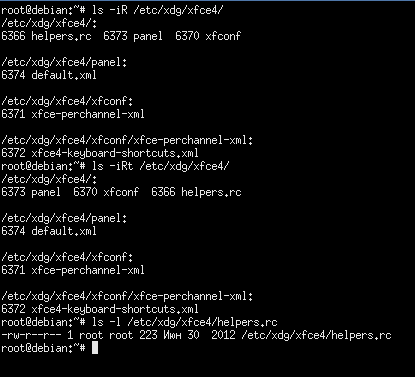 root@debian:~# ls -iR /etc/xdg/xfce4/
/etc/xdg/xfce4/:
6366 helpers.rc  6373 panel  6370 xfconf
/etc/xdg/xfce4/panel:
6374 default.xml
/etc/xdg/xfce4/xfconf:
6371 xfce-perchannel-xml
/etc/xdg/xfce4/xfconf/xfce-perchannel-xml:
6372 xfce4-keyboard-shortcuts.xml
root@debian:~# ls -iRt /etc/xdg/xfce4/
/etc/xdg/xfce4/:
6373 panel  6370 xfconf  6366 helpers.rc
/etc/xdg/xfce4/panel:
6374 default.xml
/etc/xdg/xfce4/xfconf:
6371 xfce-perchannel-xml
/etc/xdg/xfce4/xfconf/xfce-perchannel-xml:
6372 xfce4-keyboard-shortcuts.xml
root@debian:~# ls -l /etc/xdg/xfce4/helpers.rc
-rw-r--r-- 1 root root 223 Июн 30  2012 /etc/xdg/xfce4/helpers.rc
root@debian:~#